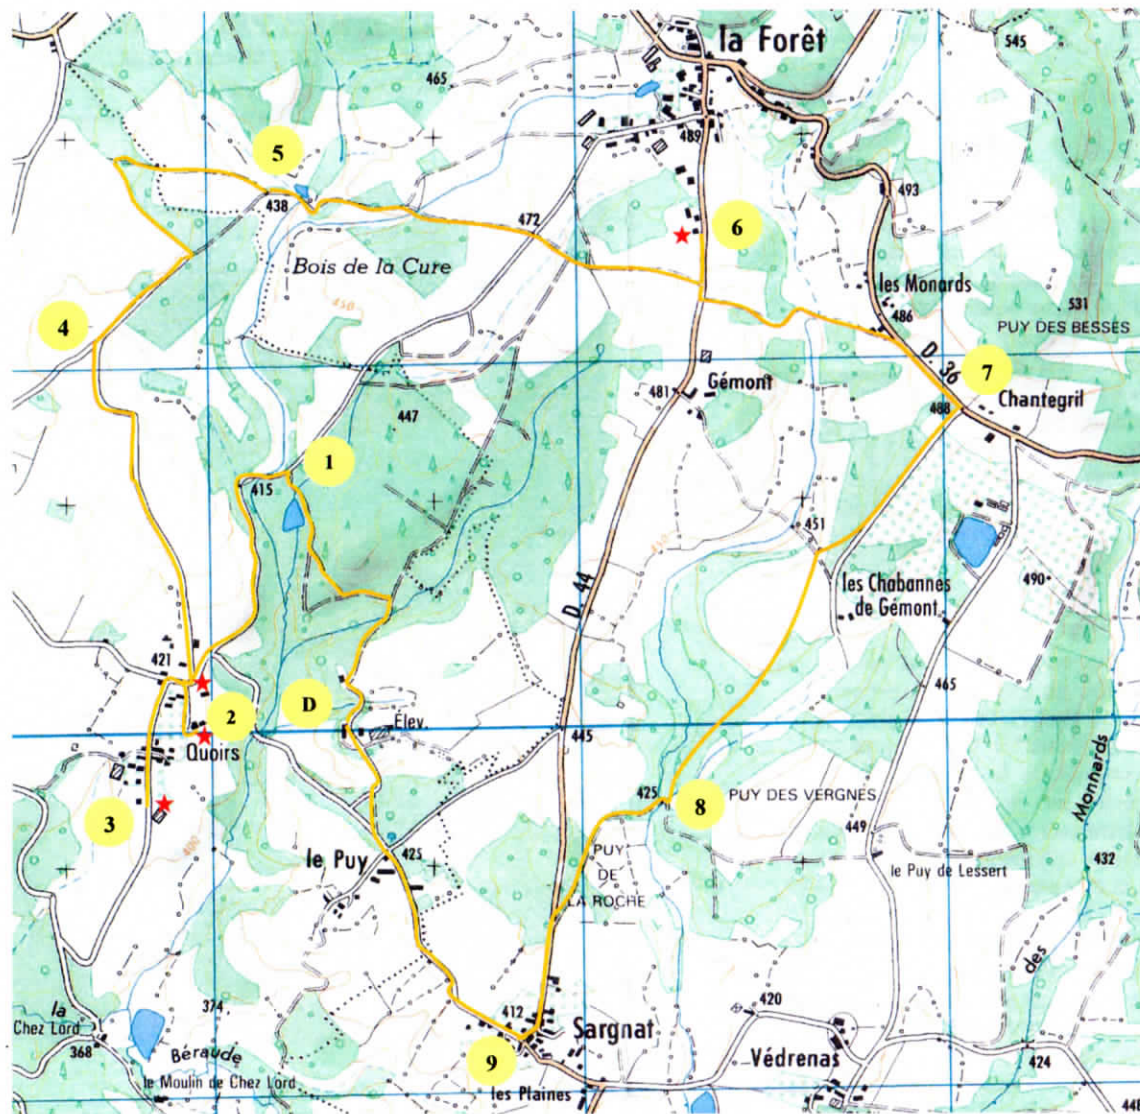 la Forêt
545
465
489
5
493
438
6
472
Bois de la Cure
les Monards
450
486
531
4
PUY DES BESSES
D. 36
7
Gémont
481
Chantegril
488
447
1
415
451
les Chabannes
de Gémont
490
D. 44
421
465
D
2
Élev.
445
Quoirs
Monnards
425
8
PUY DES VERGNES
3
400
449
le Puy
425
PUY
DE
LA ROCHE
le Puy de Lessert
432
des
374
412
420
la
Chez Lord
Sargnat
368
Béraude
9
Védrenas
424
le Moulin de Chez Lord
les Plaines